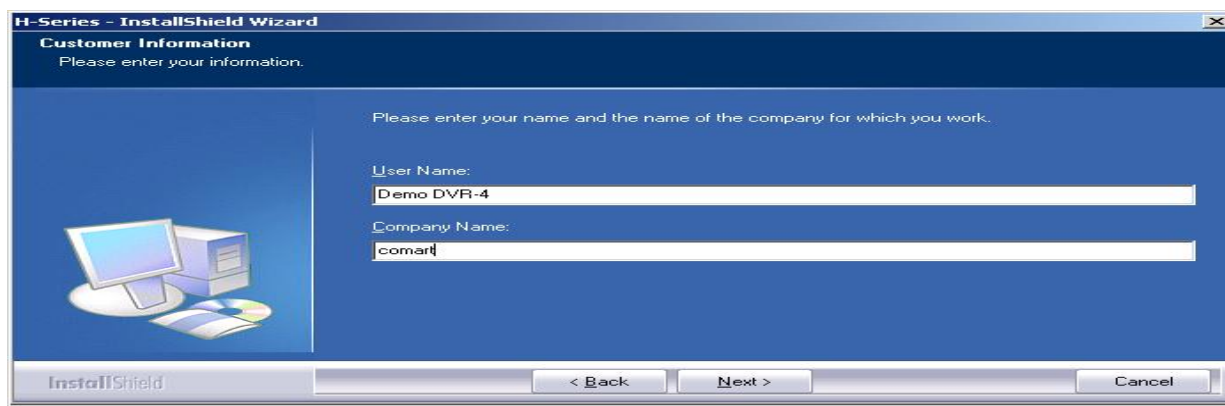 H-Series - InstallShield Wizard
Customer Information
Please enter your information.
Please enter your name and the name of the company for which you work.
User Name:
Demo DVR-4
Company Name:
comart
InstallShield
< Back
Next >
Cancel